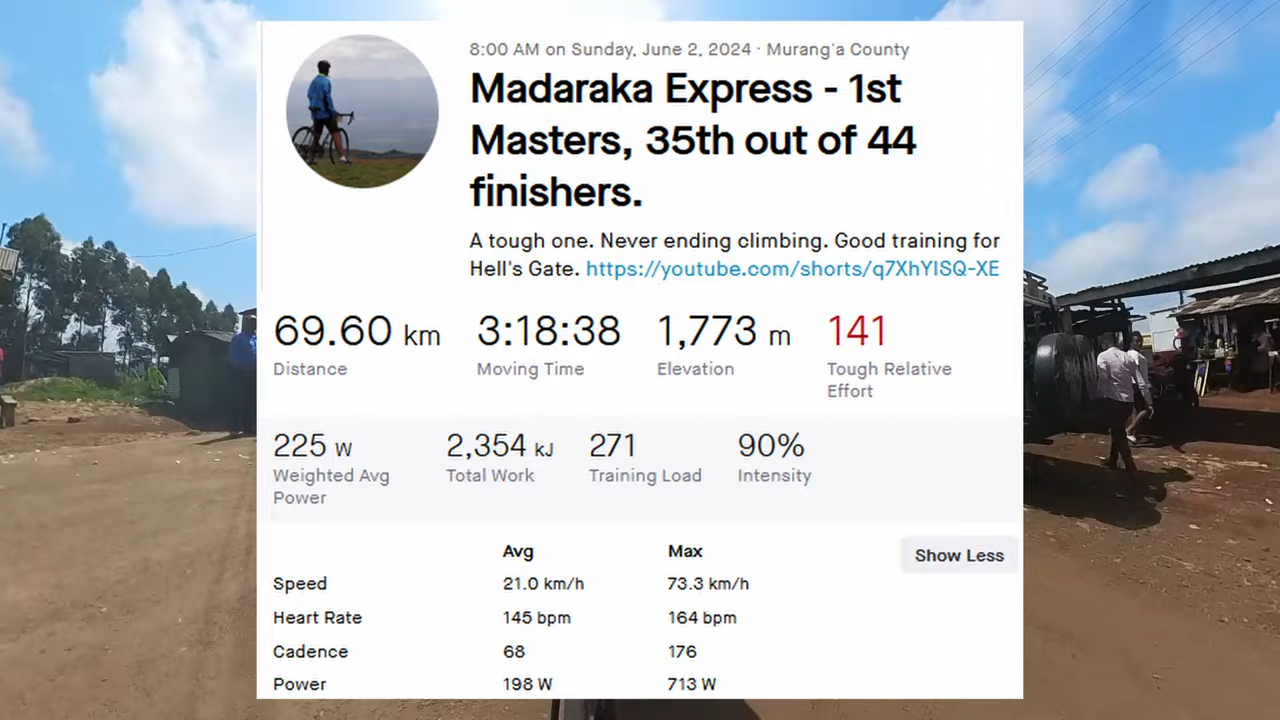 8:00 AM on Sunday, June 2, 2024 · Murang'a County
Madaraka Express - 1st
Masters, 35th out of 44
finishers.
A tough one. Never ending climbing. Good training for
Hell's Gate. https://youtube.com/shorts/q7XhYlSQ-XE
69.60 km
Distance
3:18:38
Moving Time
1,773 m
Elevation
141
Tough Relative
Effort
225 W
Weighted Avg
Power
2,354 kJ
Total Work
271
Training Load
90%
Intensity
Avg Max
Show Less
Speed 21.0 km/h 73.3 km/h
Heart Rate 145 bpm 164 bpm
Cadence 68 176
Power 198 W 713 W